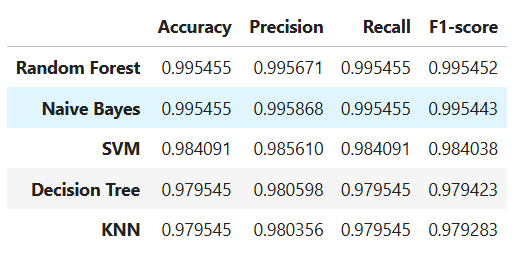 Accuracy Precision Recall F1-score
Random Forest 0.995455 0.995671 0.995455 0.995452
Naive Bayes 0.995455 0.995868 0.995455 0.995443
SVM 0.984091 0.985610 0.984091 0.984038
Decision Tree 0.979545 0.980598 0.979545 0.979423
KNN 0.979545 0.980356 0.979545 0.979283